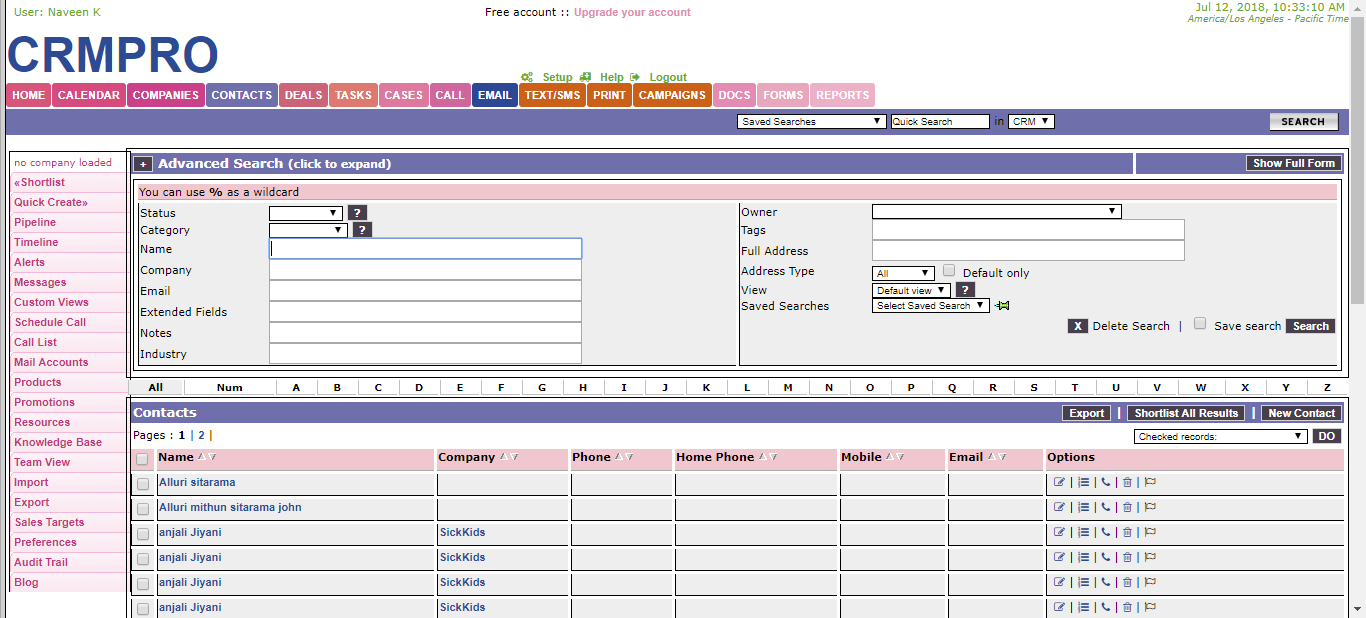 User: Naveen K
Free account :: Upgrade your account
Jul 12, 2018, 10:33:10 AM
America/Los Angeles - Pacific Time
CRMPRO
Setup Help Logout
HOME CALENDAR COMPANIES CONTACTS DEALS TASKS CASES CALL EMAIL TEXT/SMS PRINT CAMPAIGNS DOCS FORMS REPORTS
Saved Searches Quick Search in CRM SEARCH
no company loaded
«Shortlist
Quick Create»
Pipeline
Timeline
Alerts
Messages
Custom Views
Schedule Call
Call List
Mail Accounts
Products
Promotions
Resources
Knowledge Base
Team View
Import
Export
Sales Targets
Preferences
Audit Trail
Blog
+ Advanced Search (click to expand) Show Full Form
You can use % as a wildcard
Status ?
Category ?
Name
Company
Email
Extended Fields
Notes
Industry
Owner
Tags
Full Address
Address Type All Default only
View Default view ?
Saved Searches Select Saved Search
X Delete Search | Save search Search
All Num A B C D E F G H I J K L M N O P Q R S T U V W X Y Z
Contacts Export | Shortlist All Results | New Contact
Pages : 1 | 2 | Checked records: DO
Name Company Phone Home Phone Mobile Email Options
Alluri sitarama | | | |
Alluri mithun sitarama john | | | |
anjali Jiyani SickKids | | | |
anjali Jiyani SickKids | | | |
anjali Jiyani SickKids | | | |
anjali Jiyani SickKids | | | |